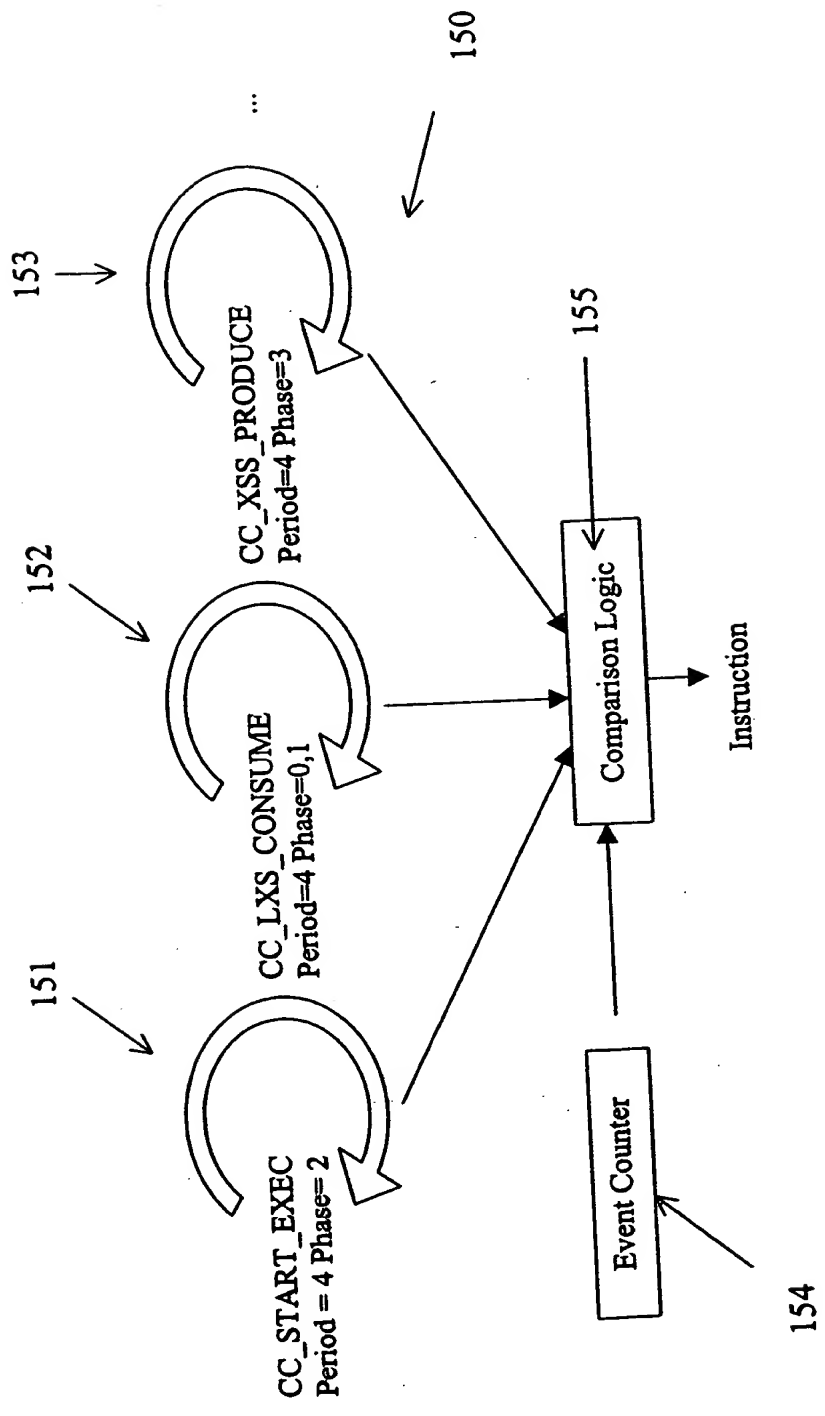 151
152
153
...
CC_START_EXEC
Period = 4 Phase= 2
CC_LXS_CONSUME
Period=4 Phase=0,1
CC_XSS_PRODUCE
Period=4 Phase=3
150
Event Counter
154
Comparison Logic
155
Instruction